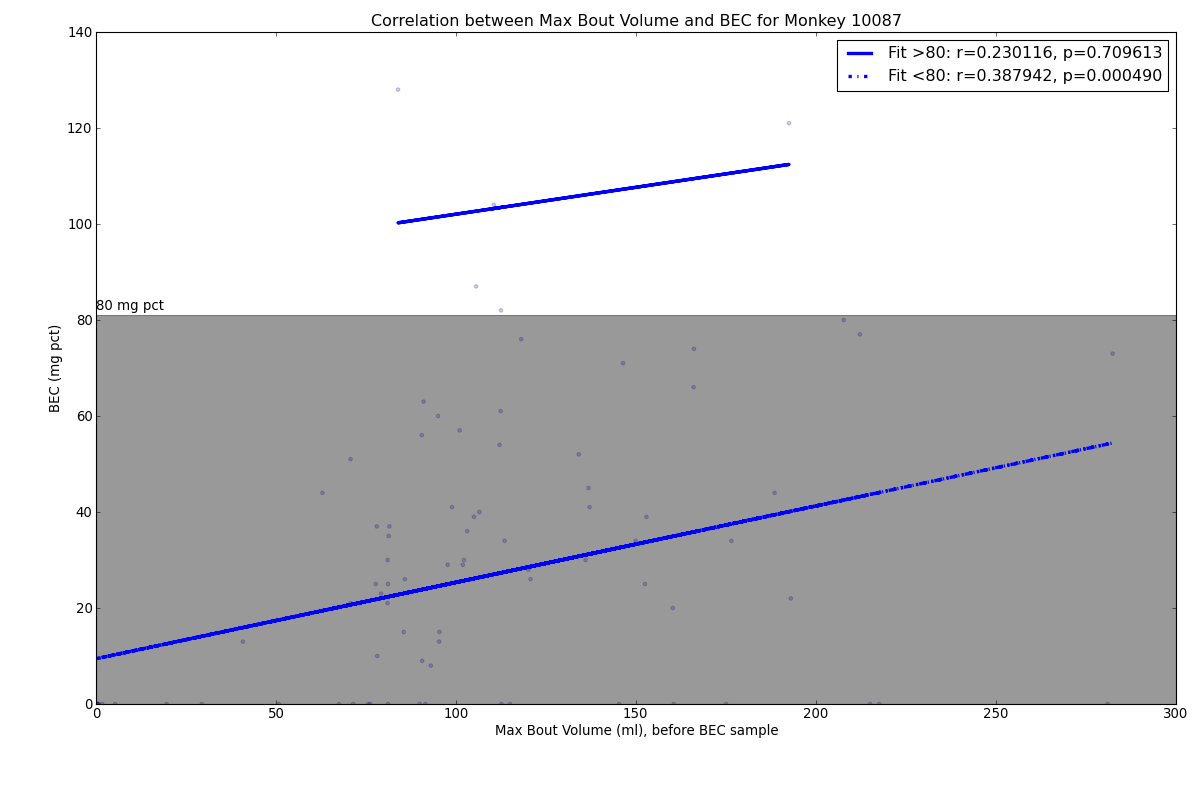 Correlation between Max Bout Volume and BEC for Monkey 10087
Fit >80: r=0.230116, p=0.709613
Fit <80: r=0.387942, p=0.000490
140
120
100
80 mg pct
80
60
40
20
0
BEC (mg pct)
0 50 100 150 200 250 300
Max Bout Volume (ml), before BEC sample